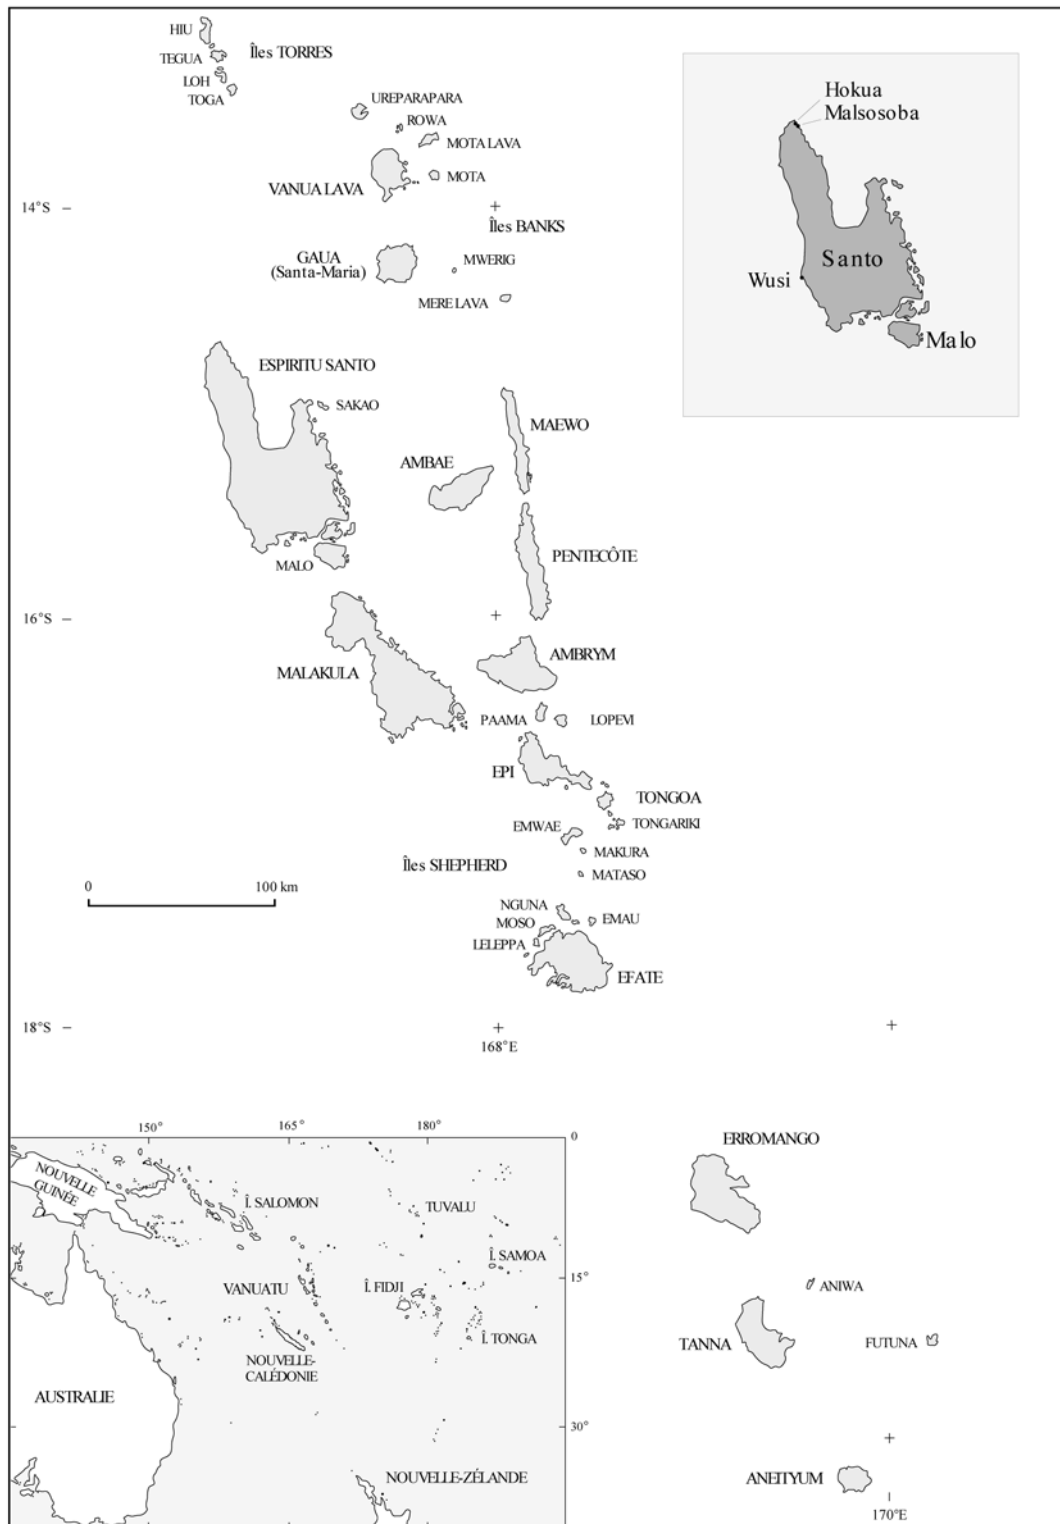 HIU
TEGUA
Îles TORRES
LOH
TOGA
UREPARAPARA
ROWA
MOTA LAVA
VANUA LAVA
MOTA
14°S
Îles BANKS
GAUA
(Santa-Maria)
MWERIG
MERE LAVA
ESPIRITU SANTO
SAKAO
MAEWO
AMBAE
PENTECÔTE
MALO
16°S
AMBRYM
MALAKULA
PAAMA
LOPEVI
EPI
TONGOA
EMWAE
TONGARIKI
MAKURA
Îles SHEPHERD
MATASO
0
100 km
NGUNA
MOSO
EMAU
LELEPPA
EFATE
18°S
168°E
Hokua
Malsosoba
Santo
Wusi
Malo
150°
165°
180°
0
NOUVELLE
GUINÉE
Î. SALOMON
TUVALU
Î. SAMOA
15°
VANUATU
Î. FIDJI
Î. TONGA
NOUVELLE-
CALÉDONIE
AUSTRALIE
30°
NOUVELLE-ZÉLANDE
ERROMANGO
ANIWA
TANNA
FUTUNA
ANEITYUM
170°E